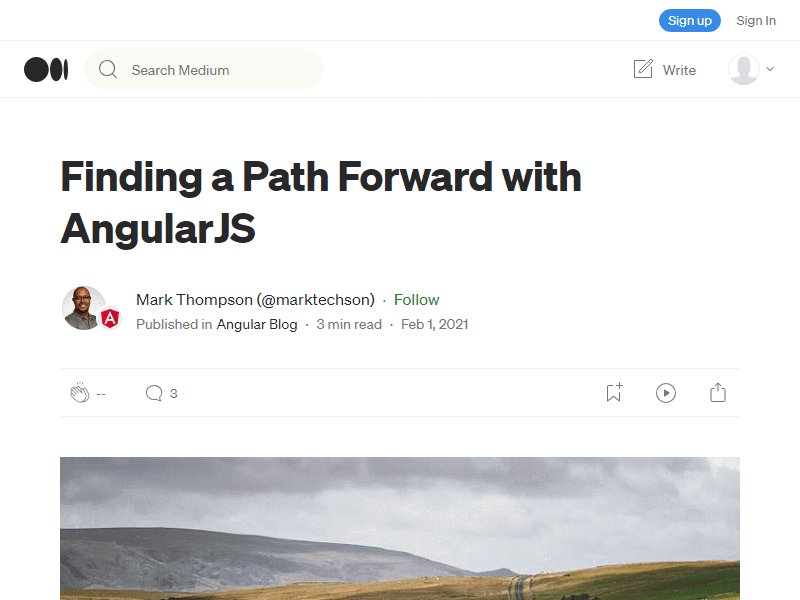 Sign up Sign In
Search Medium Write
Finding a Path Forward with
AngularJS
Mark Thompson (@marktechson) · Follow
Published in Angular Blog · 3 min read · Feb 1, 2021
-- 3